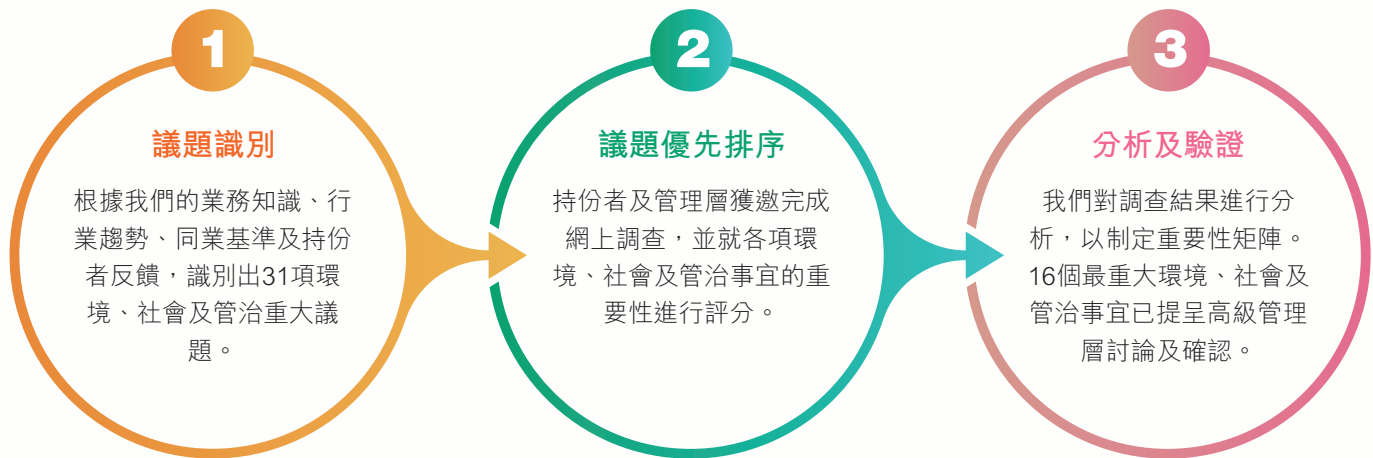 1
議題識別
根據我們的業務知識、行
業趨勢、同業基準及持份
者反饋，識別出31項環
境、社會及管治重大議
題。
2
議題優先排序
持份者及管理層獲邀完成
網上調查，並就各項環
境、社會及管治事宜的重
要性進行評分。
3
分析及驗證
我們對調查結果進行分
析，以制定重要性矩陣。
16個最重大環境、社會及
管治事宜已提呈高級管理
層討論及確認。